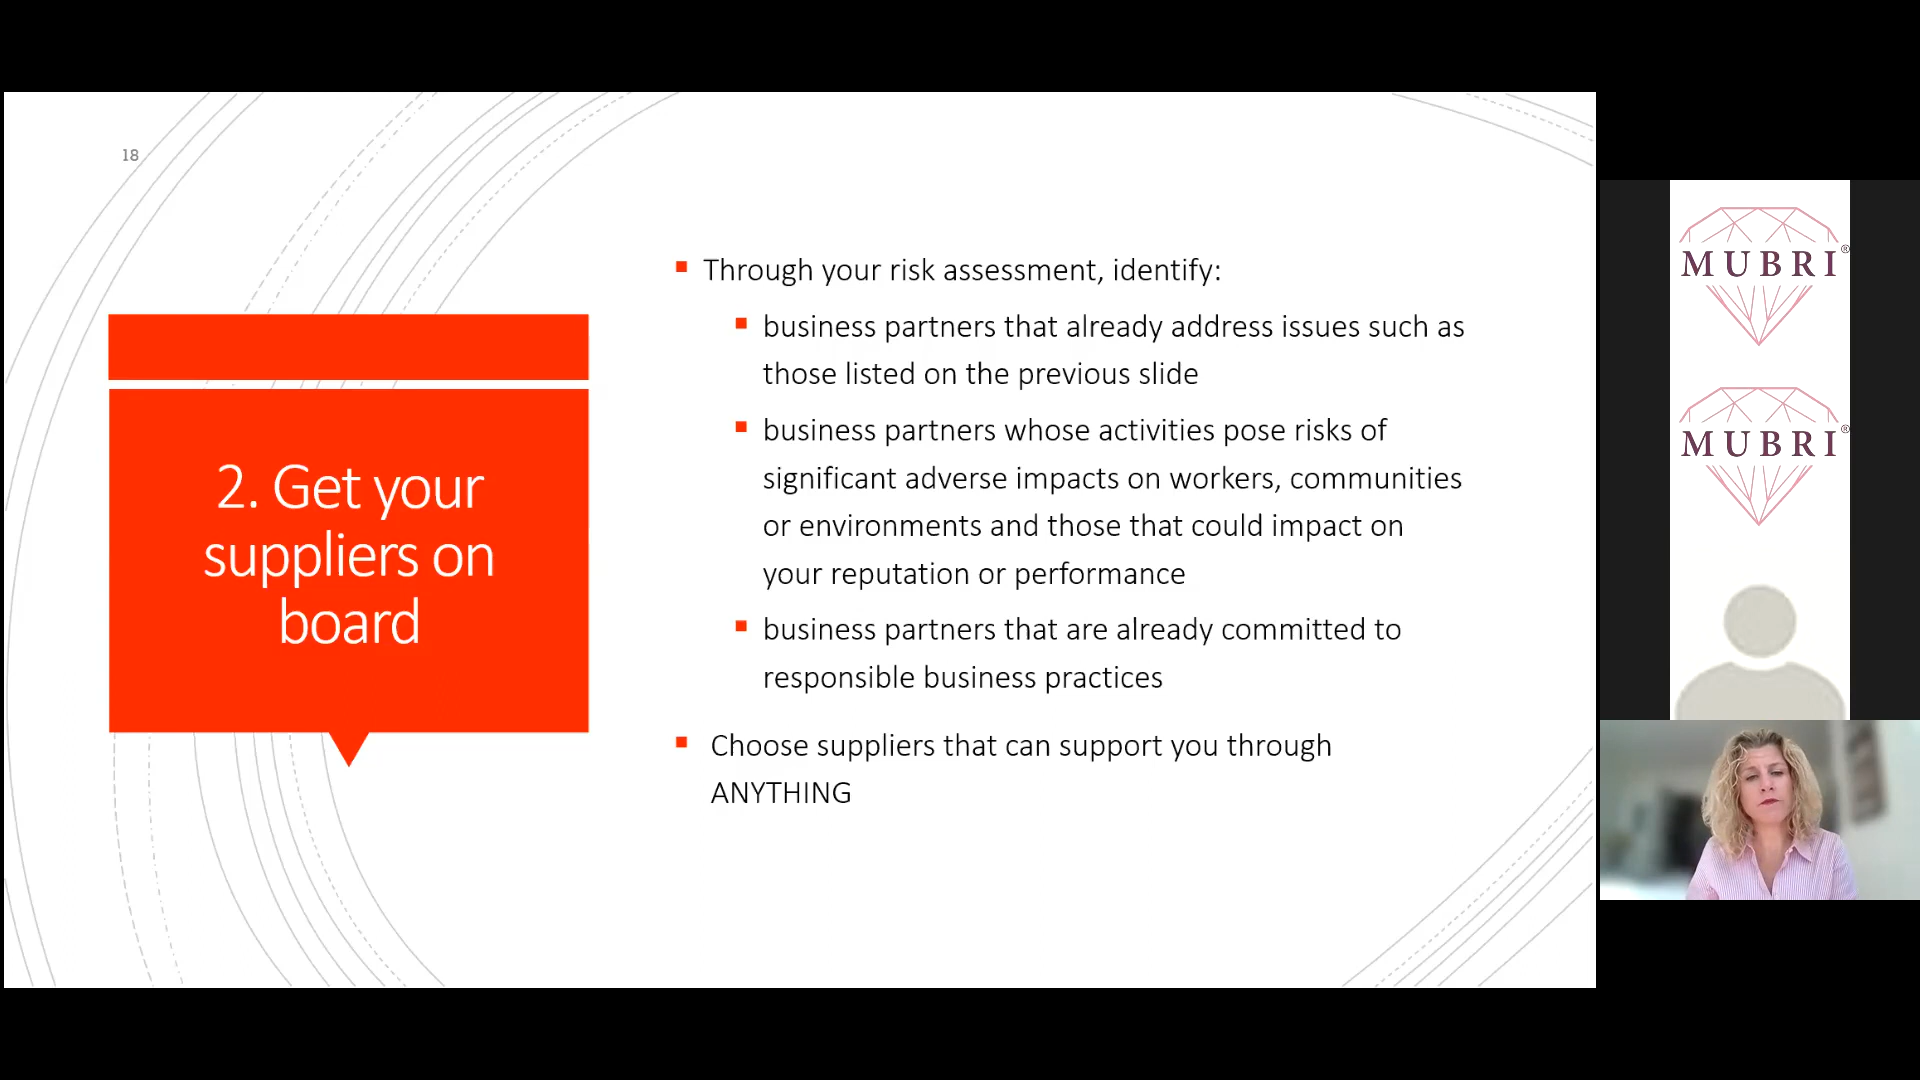 18
2. Get your
suppliers on
board
Through your risk assessment, identify:
business partners that already address issues such as
those listed on the previous slide
business partners whose activities pose risks of
significant adverse impacts on workers, communities
or environments and those that could impact on
your reputation or performance
business partners that are already committed to
responsible business practices
Choose suppliers that can support you through
ANYTHING
MUBRI®
MUBRI®